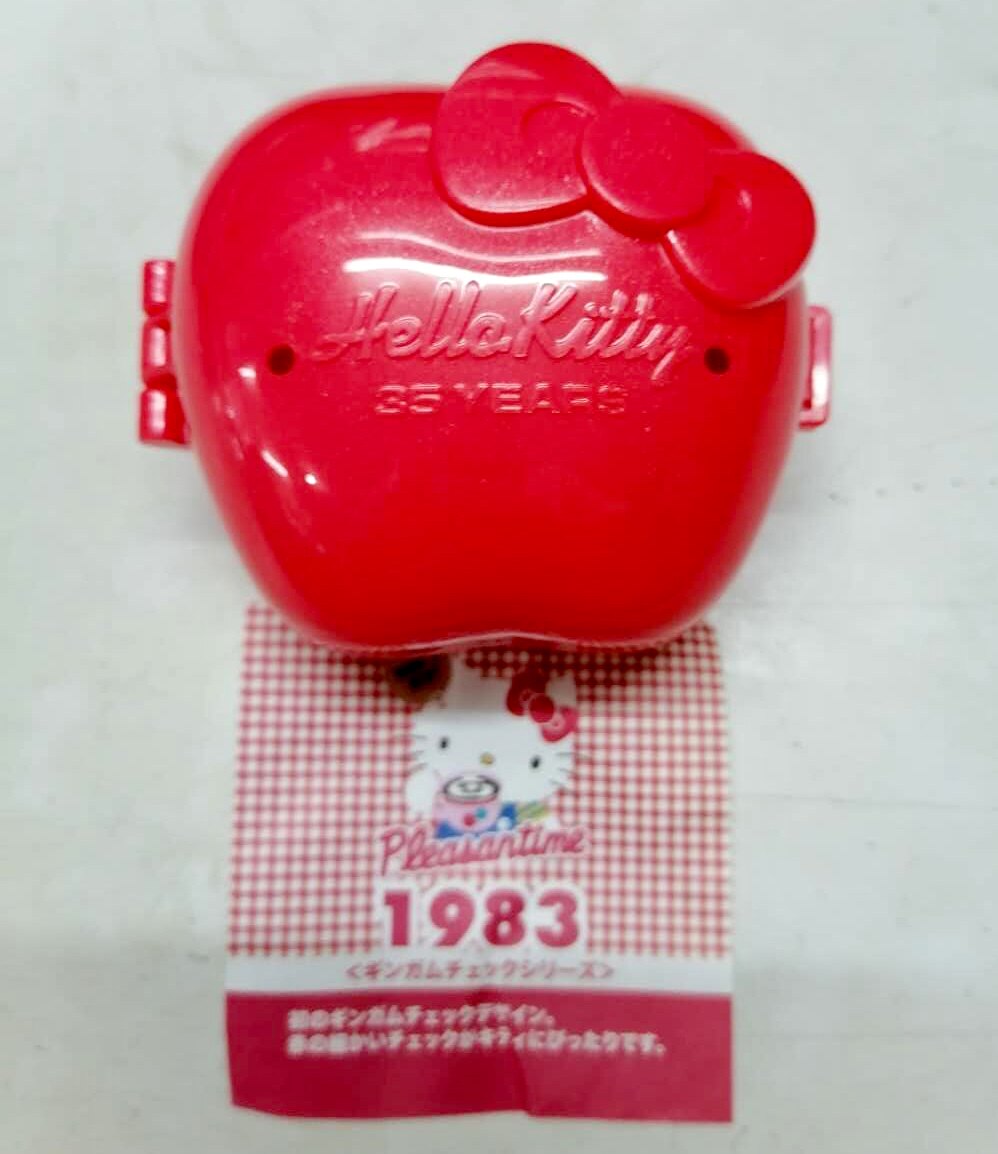 Hello Kitty
35 YEARS
Pleasantime
1983
<ギンガムチェックシリーズ>
のギンガムチェックデザイン。
の細かいチェックがキティにぴったりです。